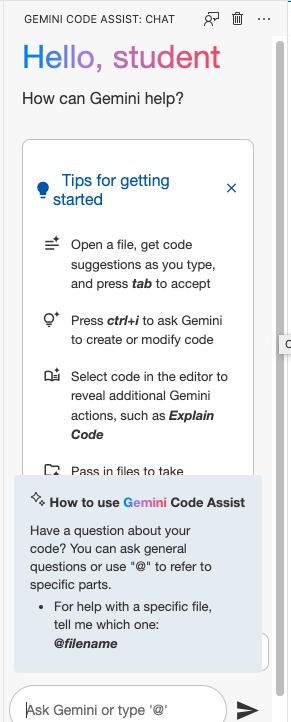 GEMINI CODE ASSIST: CHAT
Hello, student
How can Gemini help?
Tips for getting
started
Open a file, get code
suggestions as you type,
and press tab to accept
Press ctrl+i to ask Gemini
to create or modify code
Select code in the editor to
reveal additional Gemini
actions, such as Explain
Code
Pass in files to take
How to use Gemini Code Assist
Have a question about your
code? You can ask general
questions or use "@" to refer to
specific parts.
• For help with a specific file,
tell me which one:
@filename
Ask Gemini or type '@'